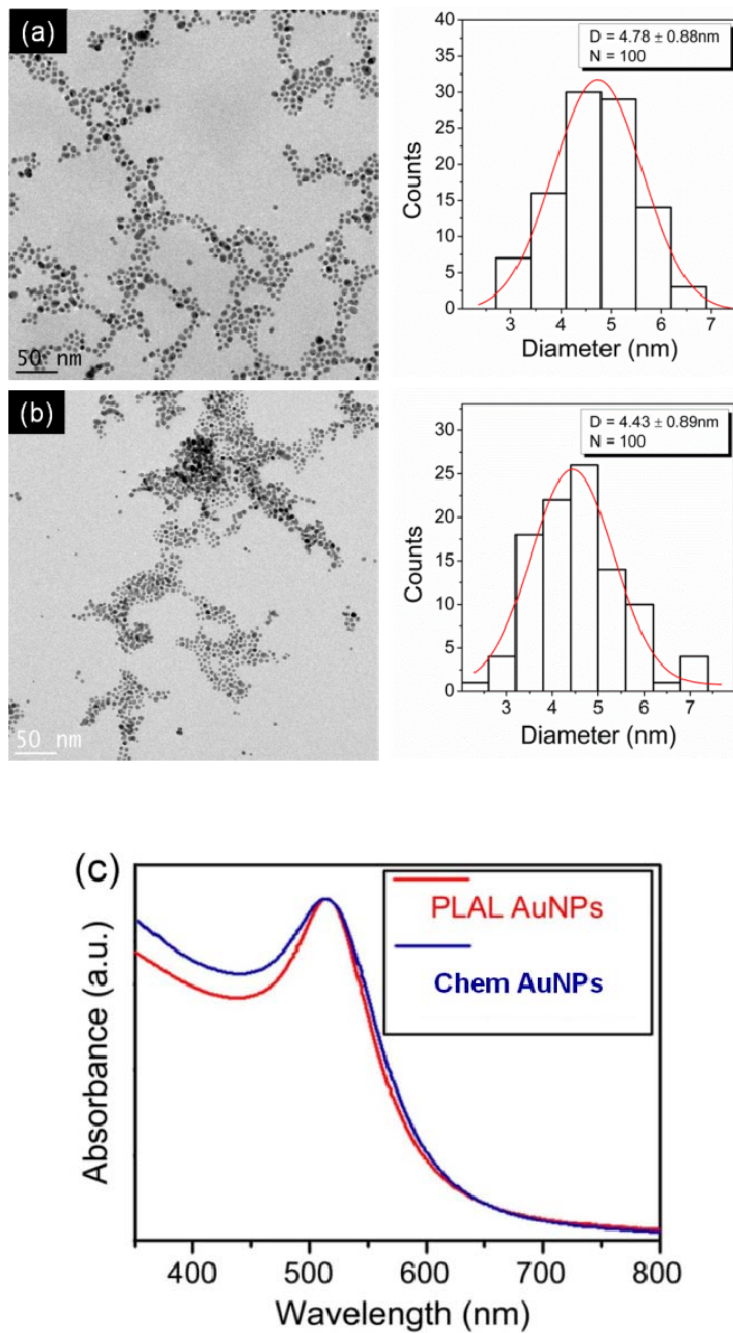 (a)
50 nm
D = 4.78 ± 0.88nm
N = 100
40
35
30
25
20
15
10
5
0
Counts
3 4 5 6 7
Diameter (nm)
(b)
50 nm
D = 4.43 ± 0.89nm
N = 100
30
25
20
15
10
5
0
Counts
3 4 5 6 7
Diameter (nm)
(c)
PLAL AuNPs
Chem AuNPs
Absorbance (a.u.)
400 500 600 700 800
Wavelength (nm)